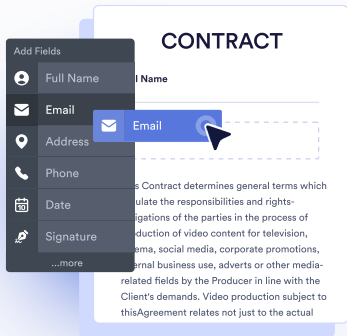 CONTRACT
Add Fields
Full Name
Email
Address
Phone
Date
10
Signature
...more
l Name
Email
s Contract determines general terms which
ulate the responsibilities and rights-
igations of the parties in the process of
duction of video content for television,
ema, social media, corporate promotions,
ernal business use, adverts or other media-
related fields by the Producer in line with the
Client's demands. Video production subject to
thisAgreement relates not just to the actual